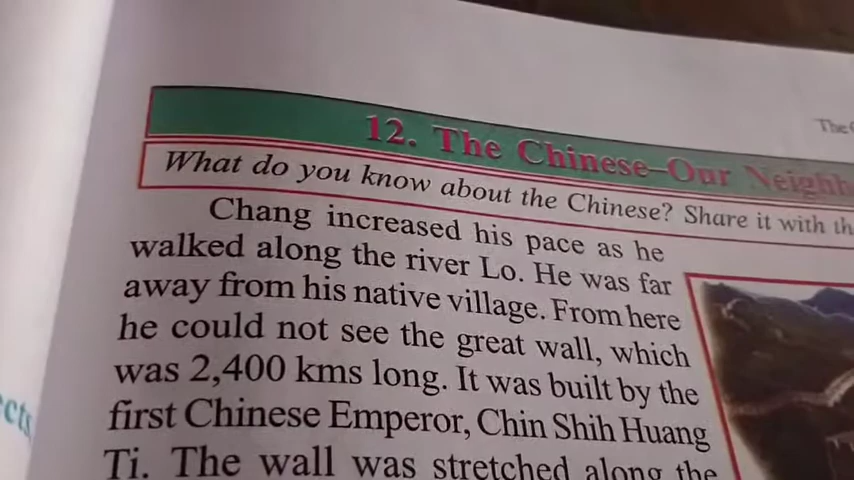 The
12. The Chinese–Our
What do you know about the Chinese? Share it with
Chang increased his pace as he
walked along the river Lo. He was far
away from his native village. From here
he could not see the great wall, which
was 2,400 kms long. It was built by the
first Chinese Emperor, Chin Shih Huang
Ti. The wall was stretched along the